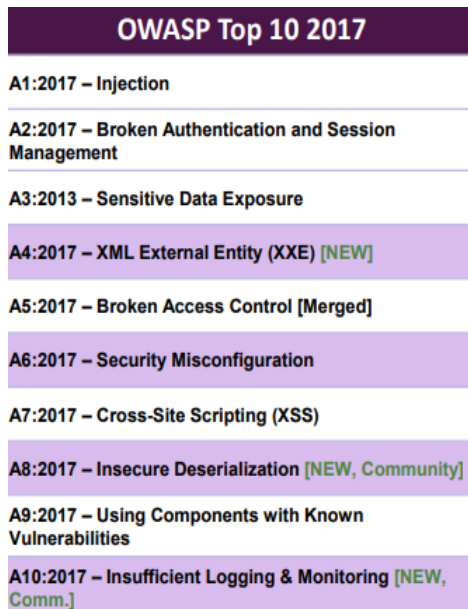 OWASP Top 10 2017
A1:2017 – Injection
A2:2017 – Broken Authentication and Session
Management
A3:2013 – Sensitive Data Exposure
A4:2017 – XML External Entity (XXE) [NEW]
A5:2017 – Broken Access Control [Merged]
A6:2017 – Security Misconfiguration
A7:2017 – Cross-Site Scripting (XSS)
A8:2017 – Insecure Deserialization [NEW, Community]
A9:2017 – Using Components with Known
Vulnerabilities
A10:2017 – Insufficient Logging & Monitoring [NEW,
Comm.]